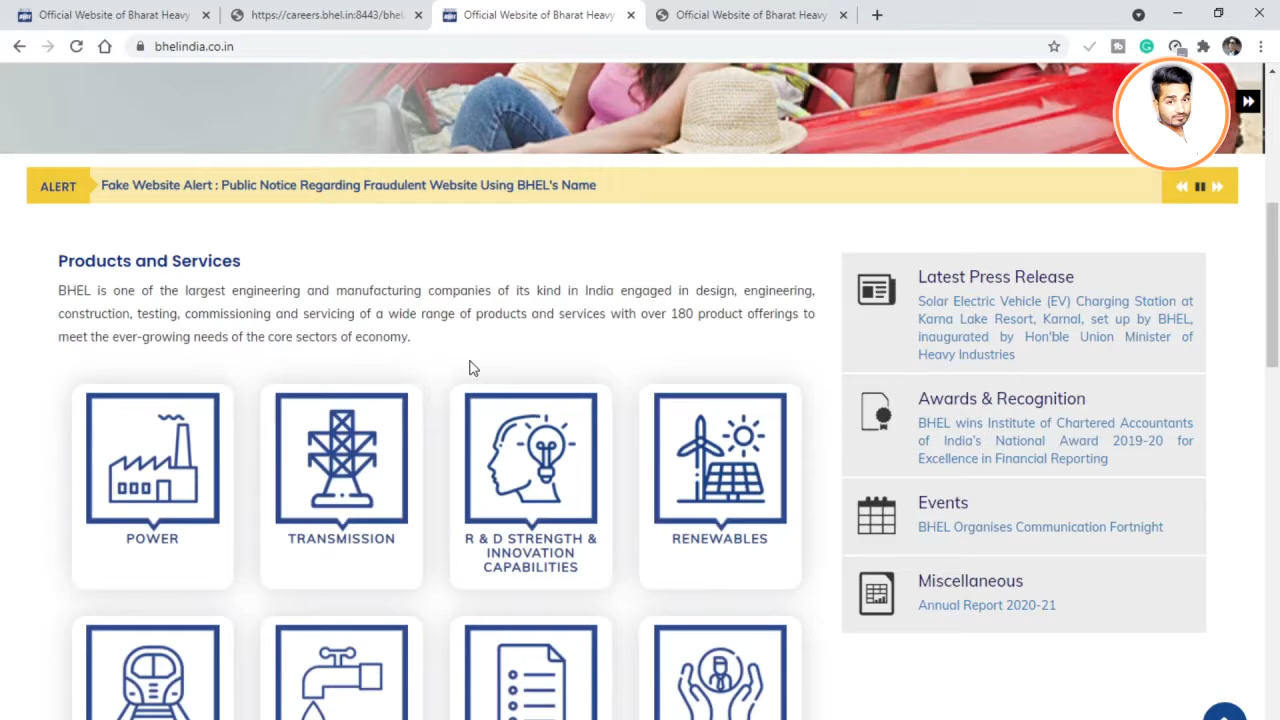 Official Website of Bharat Heavy
https://careers.bhel.in:8443/bhel
Official Website of Bharat Heavy
Official Website of Bharat Heavy
bhelindia.co.in
ALERT
Fake Website Alert : Public Notice Regarding Fraudulent Website Using BHEL's Name
Products and Services
BHEL is one of the largest engineering and manufacturing companies of its kind in India engaged in design, engineering,
construction, testing, commissioning and servicing of a wide range of products and services with over 180 product offerings to
meet the ever-growing needs of the core sectors of economy.
POWER
TRANSMISSION
R & D STRENGTH &
INNOVATION
CAPABILITIES
RENEWABLES
Latest Press Release
Solar Electric Vehicle (EV) Charging Station at
Karna Lake Resort, Karnal, set up by BHEL,
inaugurated by Hon'ble Union Minister of
Heavy Industries
Awards & Recognition
BHEL wins Institute of Chartered Accountants
of India's National Award 2019-20 for
Excellence in Financial Reporting
Events
BHEL Organises Communication Fortnight
Miscellaneous
Annual Report 2020-21